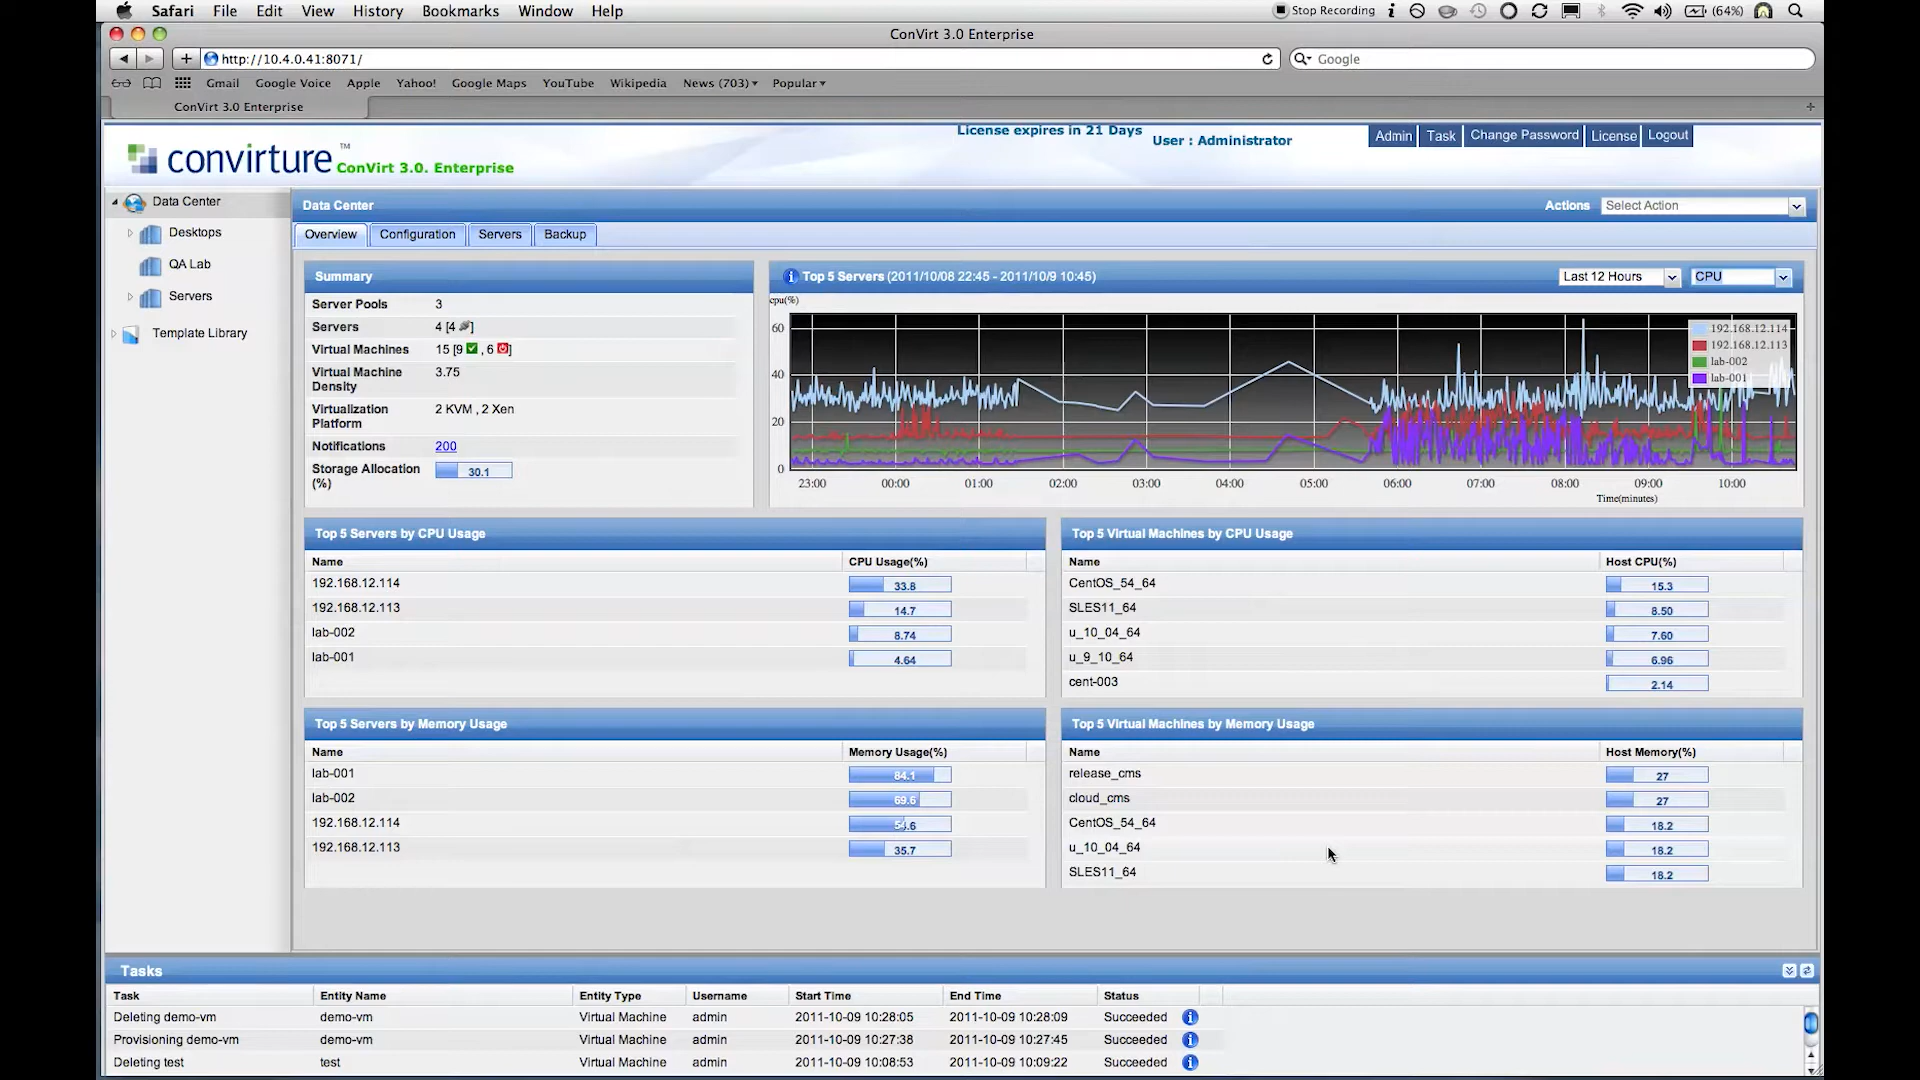 Safari File Edit View History Bookmarks Window Help
Stop Recording (64%)
ConVirt 3.0 Enterprise
http://10.4.0.41:8071/
Google
Gmail Google Voice Apple Yahoo! Google Maps YouTube Wikipedia News (703) Popular
ConVirt 3.0 Enterprise
License expires in 21 Days
User : Administrator
Admin Task Change Password License Logout
convirture™ ConVirt 3.0. Enterprise
Data Center
Desktops
QA Lab
Servers
Template Library
Data Center
Actions Select Action
Overview Configuration Servers Backup
Summary
Server Pools 3
Servers 4 [4 ]
Virtual Machines 15 [9 , 6 ]
Virtual Machine Density 3.75
Virtualization Platform 2 KVM , 2 Xen
Notifications 200
Storage Allocation (%) 30.1
Top 5 Servers (2011/10/08 22:45 - 2011/10/9 10:45)
Last 12 Hours CPU
cpu(%)
60
40
20
0
192.168.12.114
192.168.12.113
lab-002
lab-001
23:00 00:00 01:00 02:00 03:00 04:00 05:00 06:00 07:00 08:00 09:00 10:00
Time(minutes)
Top 5 Servers by CPU Usage
Name CPU Usage(%)
192.168.12.114 33.8
192.168.12.113 14.7
lab-002 8.74
lab-001 4.64
Top 5 Virtual Machines by CPU Usage
Name Host CPU(%)
CentOS_54_64 15.3
SLES11_64 8.50
u_10_04_64 7.60
u_9_10_64 6.96
cent-003 2.14
Top 5 Servers by Memory Usage
Name Memory Usage(%)
lab-001 84.1
lab-002 69.6
192.168.12.114
192.168.12.113 35.7
Top 5 Virtual Machines by Memory Usage
Name Host Memory(%)
release_cms 27
cloud_cms 27
CentOS_54_64 18.2
u_10_04_64 18.2
SLES11_64 18.2
Tasks
Task Entity Name Entity Type Username Start Time End Time Status
Deleting demo-vm demo-vm Virtual Machine admin 2011-10-09 10:28:05 2011-10-09 10:28:09 Succeeded
Provisioning demo-vm demo-vm Virtual Machine admin 2011-10-09 10:27:38 2011-10-09 10:27:45 Succeeded
Deleting test test Virtual Machine admin 2011-10-09 10:08:53 2011-10-09 10:09:22 Succeeded